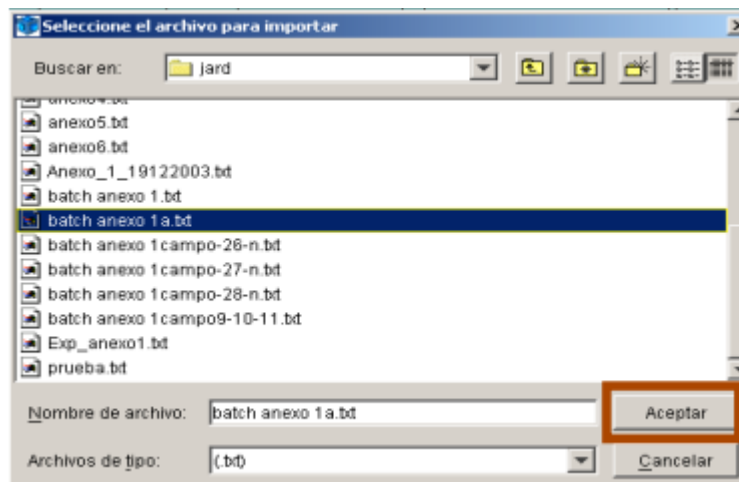 Seleccione el archivo para importar
Buscar en: jard
anexo4.txt
anexo5.txt
anexo6.txt
Anexo_1_19122003.txt
batch anexo 1.txt
batch anexo 1a.txt
batch anexo 1campo-26-n.txt
batch anexo 1campo-27-n.txt
batch anexo 1campo-28-n.txt
batch anexo 1campo9-10-11.txt
Exp_anexo1.txt
prueba.txt
Nombre de archivo: batch anexo 1a.txt Aceptar
Archivos de tipo: (.txt) Cancelar